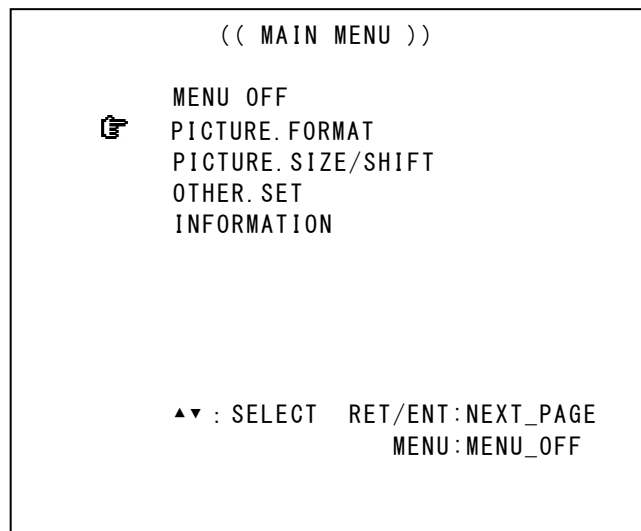 (( MAIN MENU ))
MENU OFF
PICTURE.FORMAT
PICTURE.SIZE/SHIFT
OTHER.SET
INFORMATION
▲▼:SELECT RET/ENT:NEXT_PAGE
MENU:MENU_OFF